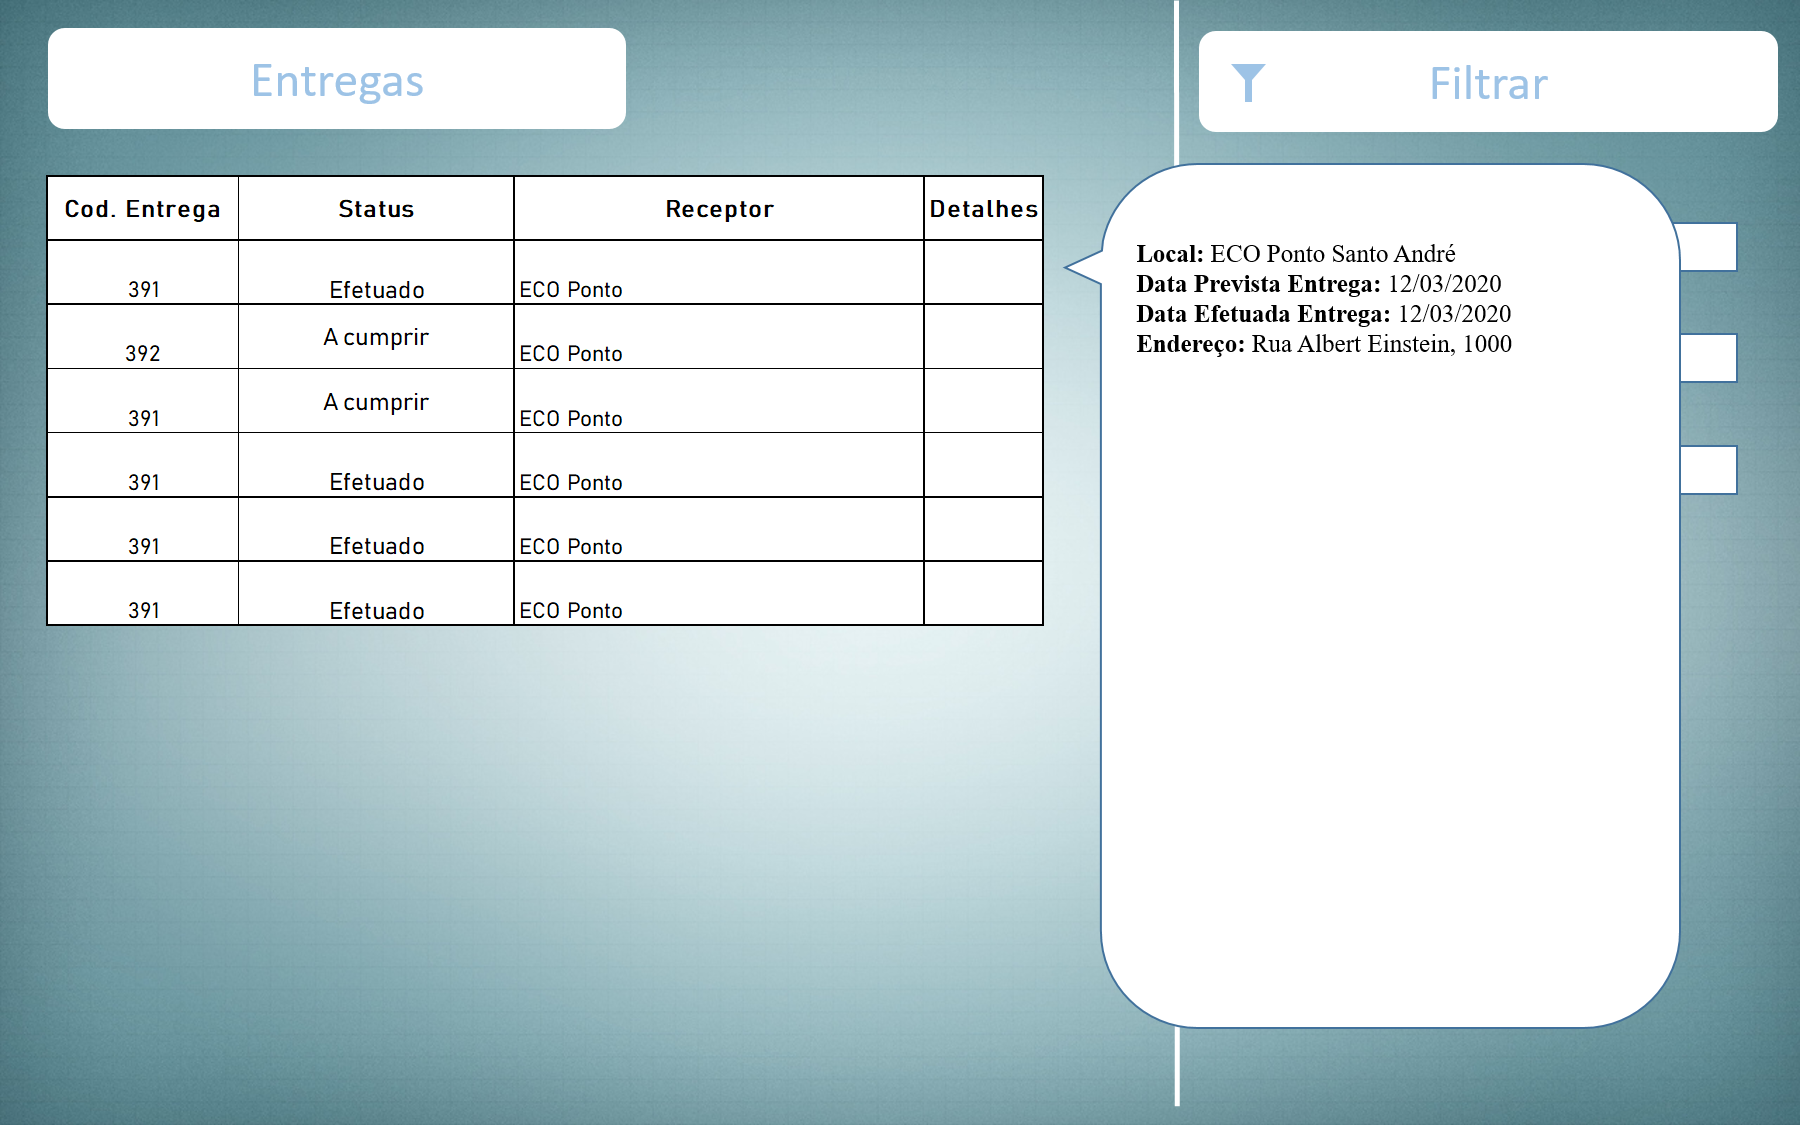 Entregas
Filtrar
Cod. Entrega Status Receptor Detalhes
391 Efetuado ECO Ponto
392 A cumprir ECO Ponto
391 A cumprir ECO Ponto
391 Efetuado ECO Ponto
391 Efetuado ECO Ponto
391 Efetuado ECO Ponto
Local: ECO Ponto Santo André
Data Prevista Entrega: 12/03/2020
Data Efetuada Entrega: 12/03/2020
Endereço: Rua Albert Einstein, 1000